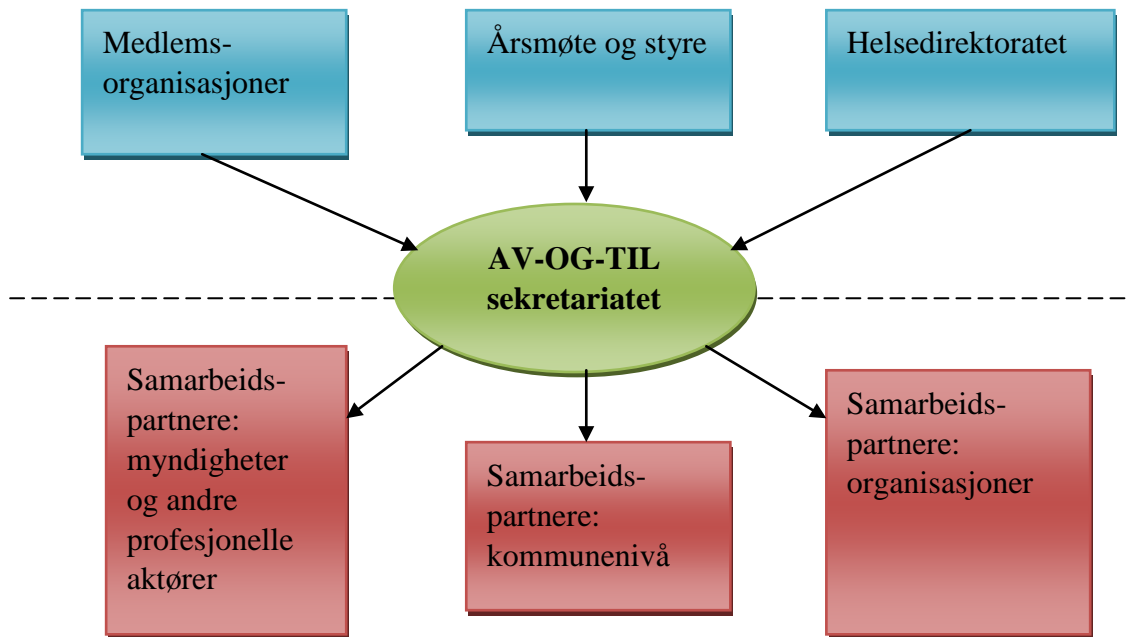 Medlems-
organisasjoner
Årsmøte og styre
Helsedirektoratet
AV-OG-TIL
sekretariatet
Samarbeids-
partnere:
myndigheter
og andre
profesjonelle
aktører
Samarbeids-
partnere:
kommunenivå
Samarbeids-
partnere:
organisasjoner